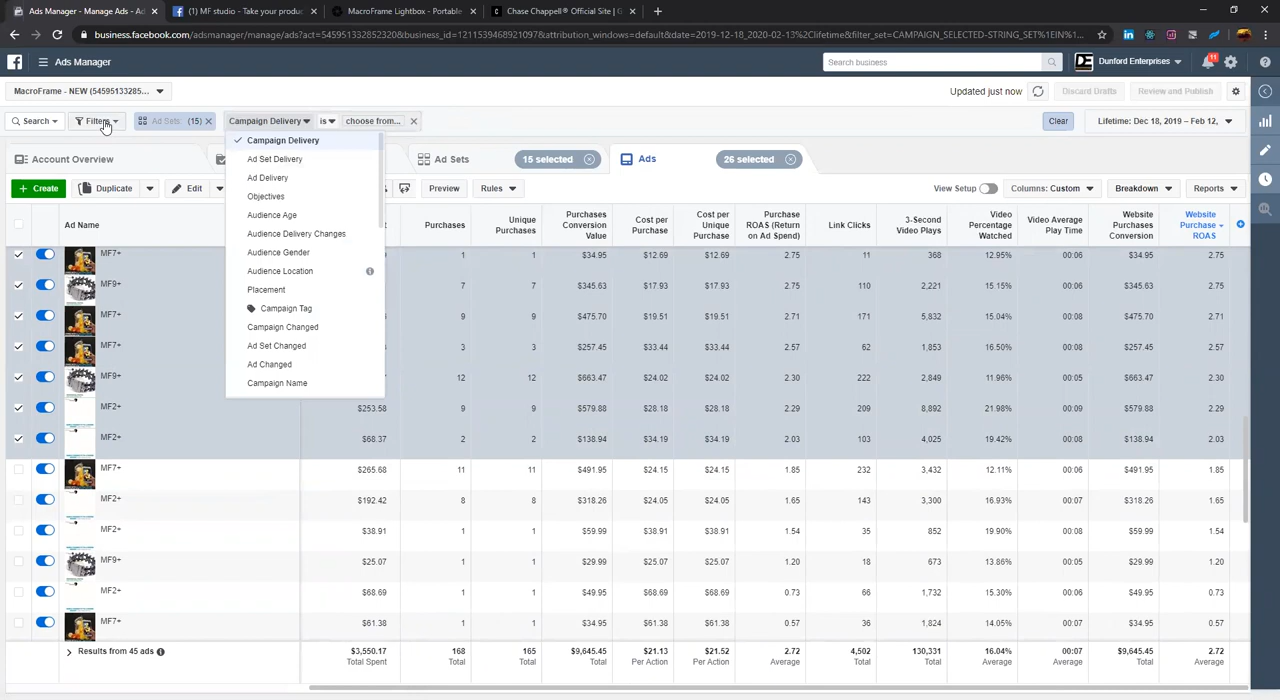 Ads Manager - Manage Ads - Ad
(1) MF studio - Take your produc
MacroFrame Lightbox - Portable
Chase Chappell® Official Site | G
business.facebook.com/adsmanager/manage/ads?act=545951332852320&business_id=1211539468921097&attribution_windows=default&date=2019-12-18_2020-02-13%2Clifetime&filter_set=CAMPAIGN_SELECTED-STRING_SET%1EIN%1...
Ads Manager
Search business
Dunford Enterprises
11
MacroFrame - NEW (54595133285...
Updated just now
Discard Drafts
Review and Publish
Search
Filters
Ad Sets: (15)
Campaign Delivery
is
choose from...
Clear
Lifetime: Dec 18, 2019 – Feb 12,
Account Overview
Ad Sets
15 selected
Ads
26 selected
Create
Duplicate
Edit
Preview
Rules
View Setup
Columns: Custom
Breakdown
Reports
Campaign Delivery
Ad Set Delivery
Ad Delivery
Objectives
Audience Age
Audience Delivery Changes
Audience Gender
Audience Location
Placement
Campaign Tag
Campaign Changed
Ad Set Changed
Ad Changed
Campaign Name
Ad Name
Purchases
Unique Purchases
Purchases Conversion Value
Cost per Purchase
Cost per Unique Purchase
Purchase ROAS (Return on Ad Spend)
Link Clicks
3-Second Video Plays
Video Percentage Watched
Video Average Play Time
Website Purchases Conversion
Website Purchase ROAS
MF7+ 1 1 $34.95 $12.69 $12.69 2.75 11 368 12.95% 00:06 $34.95 2.75
MF9+ 7 7 $345.63 $17.93 $17.93 2.75 110 2,221 15.15% 00:06 $345.63 2.75
MF7+ 9 9 $475.70 $19.51 $19.51 2.71 171 5,832 15.04% 00:08 $475.70 2.71
MF7+ 3 3 $257.45 $33.44 $33.44 2.57 62 1,853 16.50% 00:08 $257.45 2.57
MF9+ 12 12 $663.47 $24.02 $24.02 2.30 222 2,849 11.96% 00:05 $663.47 2.30
MF2+ $253.58 9 9 $579.88 $28.18 $28.18 2.29 209 8,892 21.98% 00:09 $579.88 2.29
MF2+ $68.37 2 2 $138.94 $34.19 $34.19 2.03 103 4,025 19.42% 00:08 $138.94 2.03
MF7+ $265.68 11 11 $491.95 $24.15 $24.15 1.85 232 3,432 12.11% 00:06 $491.95 1.85
MF2+ $192.42 8 8 $318.26 $24.05 $24.05 1.65 143 3,300 16.93% 00:07 $318.26 1.65
MF2+ $38.91 1 1 $59.99 $38.91 $38.91 1.54 35 852 19.90% 00:08 $59.99 1.54
MF9+ $25.07 1 1 $29.99 $25.07 $25.07 1.20 18 673 13.86% 00:05 $29.99 1.20
MF2+ $68.69 1 1 $49.95 $68.69 $68.69 0.73 66 1,732 15.30% 00:07 $49.95 0.73
MF7+ $61.38 1 1 $34.95 $61.38 $61.38 0.57 36 1,824 14.05% 00:07 $34.95 0.57
Results from 45 ads $3,550.17 168 165 $9,645.45 $21.13 $21.52 2.72 4,502 130,331 16.04% 00:07 $9,645.45 2.72
Total Spent Total Total Total Per Action Per Action Average Total Total Average Average Total Average